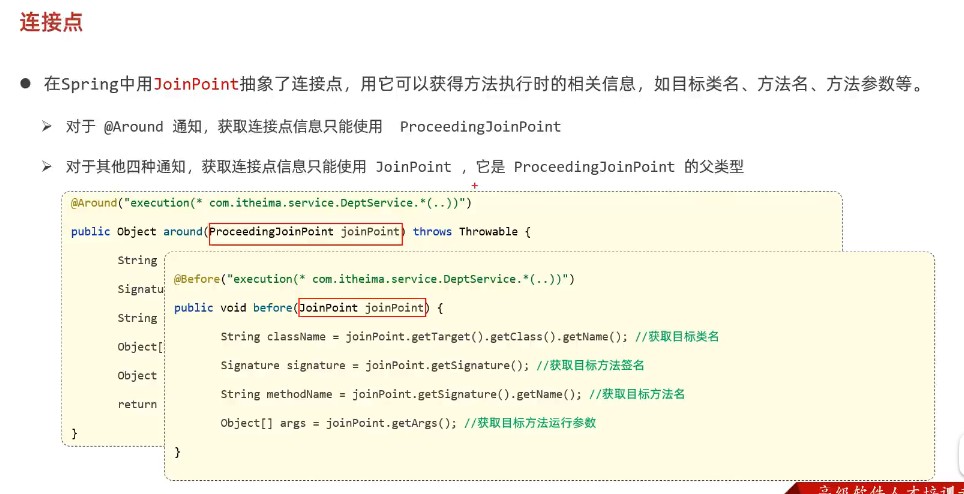 连接点
● 在Spring中用JoinPoint抽象了连接点，用它可以获得方法执行时的相关信息，如目标类名、方法名、方法参数等。
➢ 对于 @Around 通知，获取连接点信息只能使用 ProceedingJoinPoint
➢ 对于其他四种通知，获取连接点信息只能使用 JoinPoint ，它是 ProceedingJoinPoint 的父类型
@Around("execution(* com.itheima.service.DeptService.*(..))")
public Object around(ProceedingJoinPoint joinPoint) throws Throwable {
String
Signatu
String
Object[
Object
return
}
@Before("execution(* com.itheima.service.DeptService.*(..))")
public void before(JoinPoint joinPoint) {
String className = joinPoint.getTarget().getClass().getName(); //获取目标类名
Signature signature = joinPoint.getSignature(); //获取目标方法签名
String methodName = joinPoint.getSignature().getName(); //获取目标方法名
Object[] args = joinPoint.getArgs(); //获取目标方法运行参数
}
高级软件人才培训